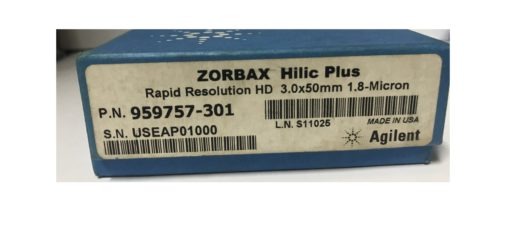 ZORBAX Hilic Plus
Rapid Resolution HD 3.0x50mm 1.8-Micron
P.N. 959757-301
S.N. USEAP01000
L.N. S11025
MADE IN USA
Agilent